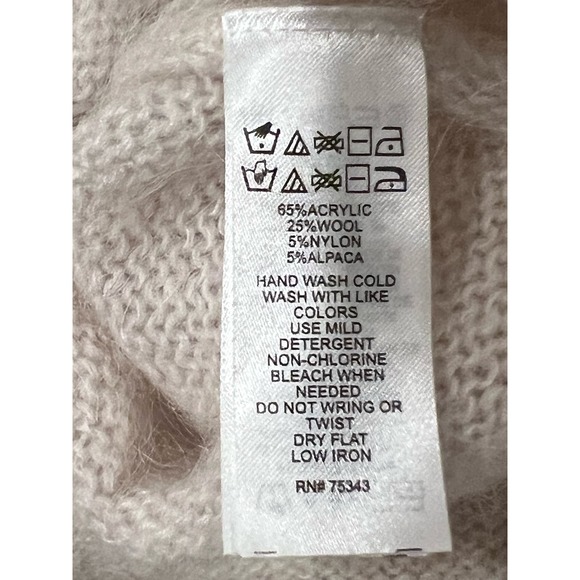 65%ACRYLIC
25%WOOL
5%NYLON
5%ALPACA
HAND WASH COLD
WASH WITH LIKE
COLORS
USE MILD
DETERGENT
NON-CHLORINE
BLEACH WHEN
NEEDED
DO NOT WRING OR
TWIST
DRY FLAT
LOW IRON
RN# 75343